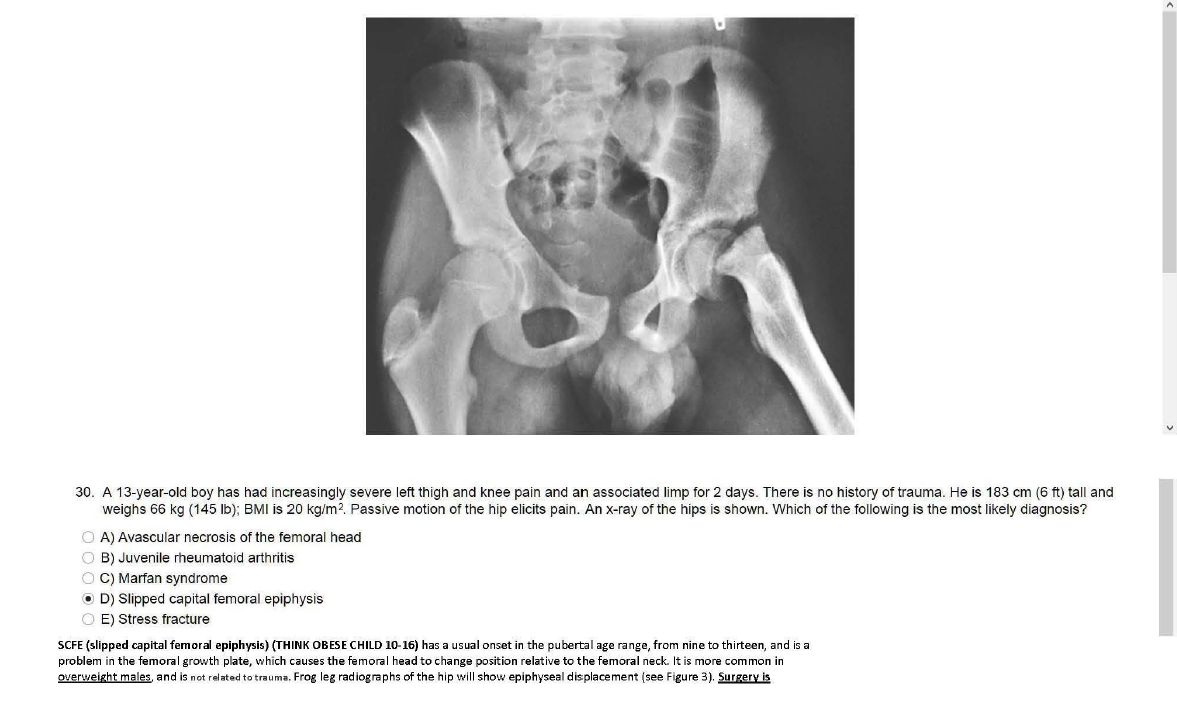 30. A 13-year-old boy has had increasingly severe left thigh and knee pain and an associated limp for 2 days. There is no history of trauma. He is 183 cm (6 ft) tall and
weighs 66 kg (145 lb); BMI is 20 kg/m². Passive motion of the hip elicits pain. An x-ray of the hips is shown. Which of the following is the most likely diagnosis?
A) Avascular necrosis of the femoral head
B) Juvenile rheumatoid arthritis
C) Marfan syndrome
D) Slipped capital femoral epiphysis
E) Stress fracture
SCFE (slipped capital femoral epiphysis) (THINK OBESE CHILD 10-16) has a usual onset in the pubertal age range, from nine to thirteen, and is a
problem in the femoral growth plate, which causes the femoral head to change position relative to the femoral neck. It is more common in
overweight males, and is not related to trauma. Frog leg radiographs of the hip will show epiphyseal displacement (see Figure 3). Surgery is